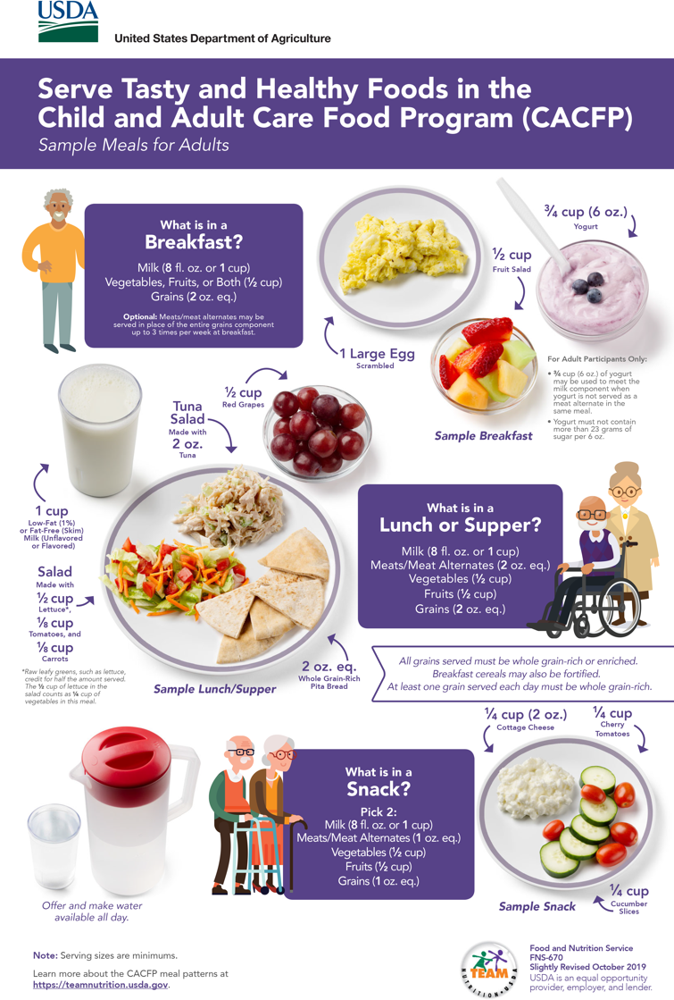 USDA
United States Department of Agriculture
Serve Tasty and Healthy Foods in the
Child and Adult Care Food Program (CACFP)
Sample Meals for Adults
What is in a
Breakfast?
Milk (8 fl. oz. or 1 cup)
Vegetables, Fruits, or Both (½ cup)
Grains (2 oz. eq.)
Optional: Meats/meat alternates may be
served in place of the entire grains component
up to 3 times per week at breakfast.
1 Large Egg
Scrambled
½ cup
Fruit Salad
¾ cup (6 oz.)
Yogurt
For Adult Participants Only:
• ¾ cup (6 oz.) of yogurt
may be used to meet the
milk component when
yogurt is not served as a
meat alternate in the
same meal.
• Yogurt must not contain
more than 23 grams of
sugar per 6 oz.
Sample Breakfast
½ cup
Red Grapes
Tuna
Salad
Made with
2 oz.
Tuna
1 cup
Low-Fat (1%)
or Fat-Free (Skim)
Milk (Unflavored
or Flavored)
Salad
Made with
½ cup
Lettuce*,
⅛ cup
Tomatoes, and
⅛ cup
Carrots
*Raw leafy greens, such as lettuce,
credit for half the amount served.
The ½ cup of lettuce in the
salad counts as ¼ cup of
vegetables in this meal.
Sample Lunch/Supper
2 oz. eq.
Whole Grain-Rich
Pita Bread
What is in a
Lunch or Supper?
Milk (8 fl. oz. or 1 cup)
Meats/Meat Alternates (2 oz. eq.)
Vegetables (½ cup)
Fruits (½ cup)
Grains (2 oz. eq.)
All grains served must be whole grain-rich or enriched.
Breakfast cereals may also be fortified.
At least one grain served each day must be whole grain-rich.
Offer and make water
available all day.
What is in a
Snack?
Pick 2:
Milk (8 fl. oz. or 1 cup)
Meats/Meat Alternates (1 oz. eq.)
Vegetables (½ cup)
Fruits (½ cup)
Grains (1 oz. eq.)
¼ cup (2 oz.)
Cottage Cheese
¼ cup
Cherry
Tomatoes
¼ cup
Cucumber
Slices
Sample Snack
Note: Serving sizes are minimums.
Learn more about the CACFP meal patterns at
https://teamnutrition.usda.gov.
TEAM
NUTRITION USDA
Food and Nutrition Service
FNS-670
Slightly Revised October 2019
USDA is an equal opportunity
provider, employer, and lender.